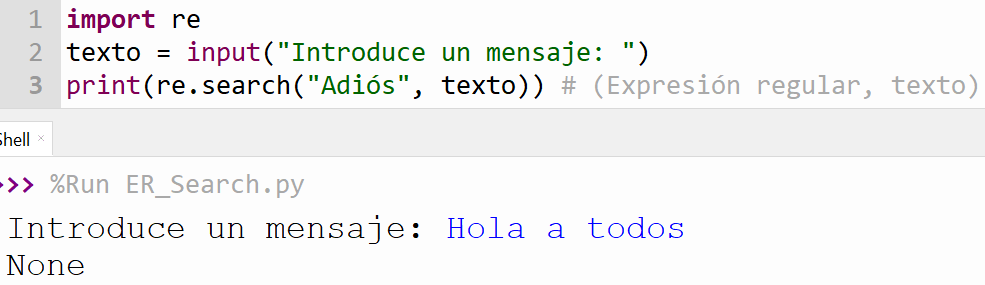 1 import re
2 texto = input("Introduce un mensaje: ")
3 print(re.search("Adiós", texto)) # (Expresión regular, texto)
Shell ×
>>> %Run ER_Search.py
Introduce un mensaje: Hola a todos
None